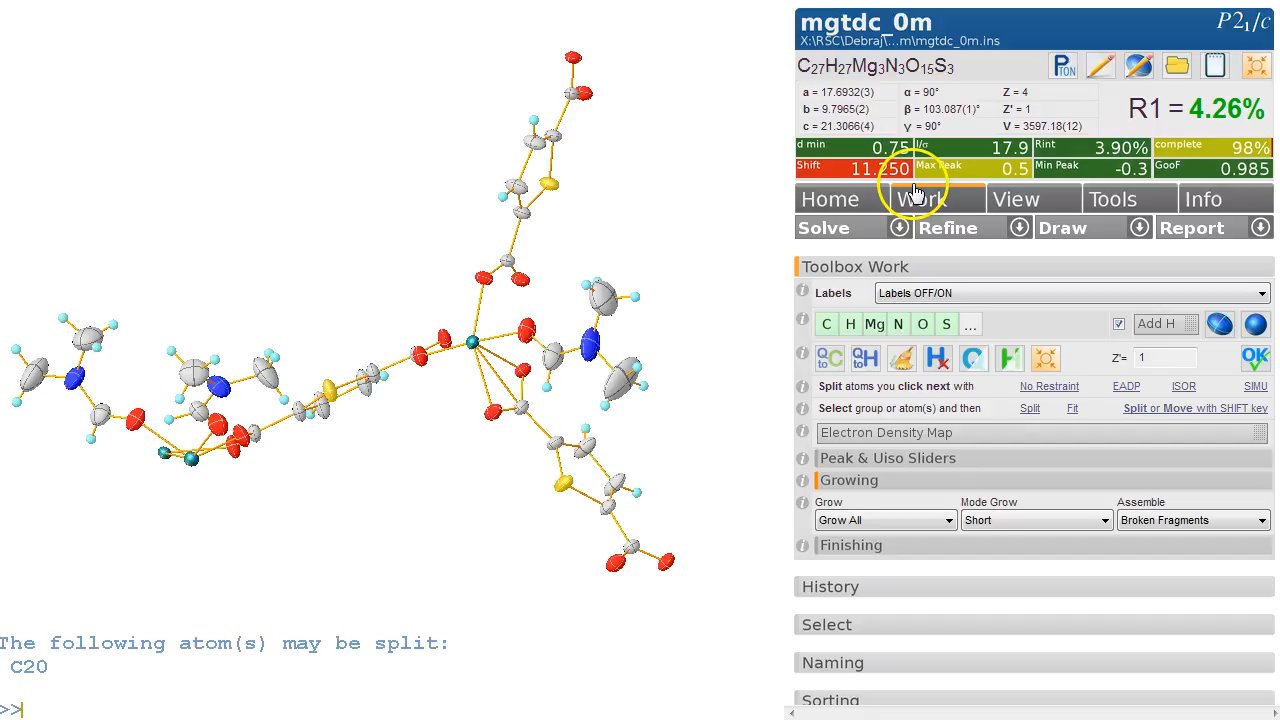 mgtdc_0m
P2₁/c
X:\RSC\Debraj\...m\mgtdc_0m.ins
C₂₇H₂₇Mg₃N₃O₁₅S₃
PTON
a = 17.6932(3) α = 90° Z = 4
b = 9.7965(2) β = 103.087(1)° Z' = 1
c = 21.3066(4) γ = 90° V = 3597.18(12)
R1 = 4.26%
d min 0.75 I/σ 17.9 Rint 3.90% complete 98%
Shift 11.250 Max Peak 0.5 Min Peak -0.3 GooF 0.985
Home Work View Tools Info
Solve Refine Draw Report
Toolbox Work
Labels Labels OFF/ON
C H Mg N O S ... Add H
QtoC QtoH H H Z'= 1 OK
Split atoms you click next with No Restraint EADP ISOR SIMU
Select group or atom(s) and then Split Fit Split or Move with SHIFT key
Electron Density Map
Peak & Uiso Sliders
Growing
Grow Mode Grow Assemble
Grow All Short Broken Fragments
Finishing
History
Select
Naming
Sorting
The following atom(s) may be split:
C20
>>